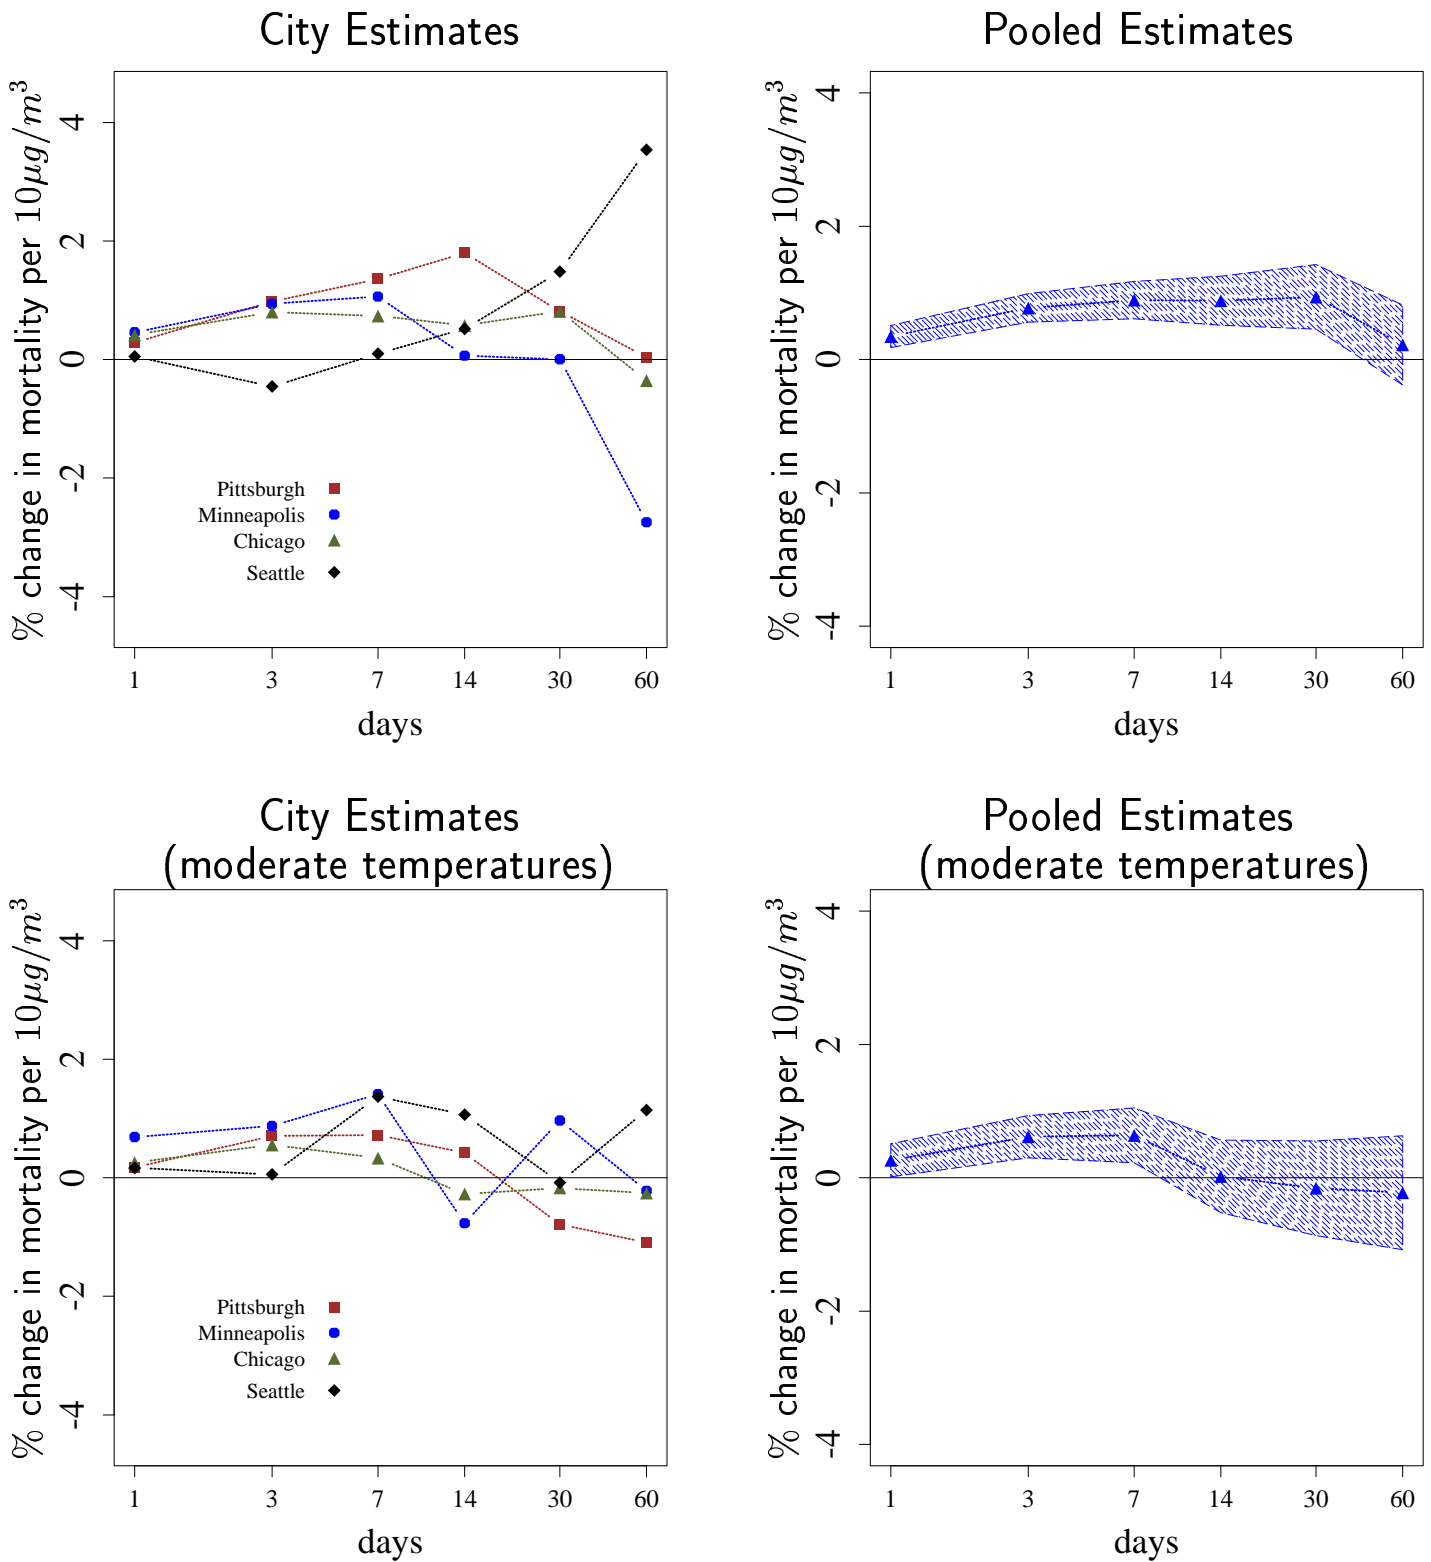 City Estimates
% change in mortality per 10μg/m³
4
2
0
-2
-4
Pittsburgh
Minneapolis
Chicago
Seattle
1 3 7 14 30 60
days
Pooled Estimates
% change in mortality per 10μg/m³
4
2
0
-2
-4
1 3 7 14 30 60
days
City Estimates
(moderate temperatures)
% change in mortality per 10μg/m³
4
2
0
-2
-4
Pittsburgh
Minneapolis
Chicago
Seattle
1 3 7 14 30 60
days
Pooled Estimates
(moderate temperatures)
% change in mortality per 10μg/m³
4
2
0
-2
-4
1 3 7 14 30 60
days